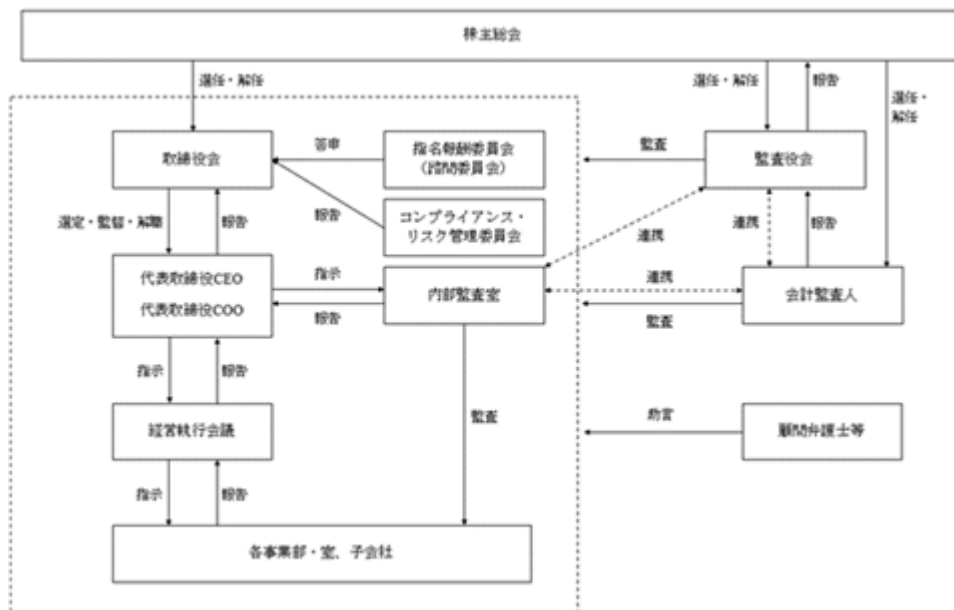 株主総会
選任・解任
選任・解任
報告
選任・
解任
取締役会
答申
指名報酬委員会
(諮問委員会)
監査
監査役会
選定・監督・解職
報告
報告
コンプライアンス・
リスク管理委員会
連携
連携
報告
代表取締役CEO
代表取締役COO
指示
報告
内部監査室
連携
監査
会計監査人
指示
報告
監査
経営執行会議
助言
顧問弁護士等
指示
報告
各事業部・室、子会社